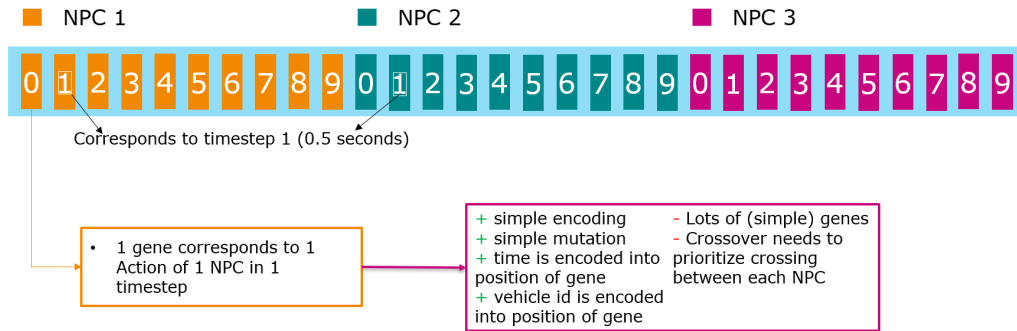 NPC 1 NPC 2 NPC 3
0 1 2 3 4 5 6 7 8 9 0 1 2 3 4 5 6 7 8 9 0 1 2 3 4 5 6 7 8 9
Corresponds to timestep 1 (0.5 seconds)
• 1 gene corresponds to 1
Action of 1 NPC in 1
timestep
+ simple encoding
+ simple mutation
+ time is encoded into
position of gene
+ vehicle id is encoded
into position of gene
- Lots of (simple) genes
- Crossover needs to
prioritize crossing
between each NPC